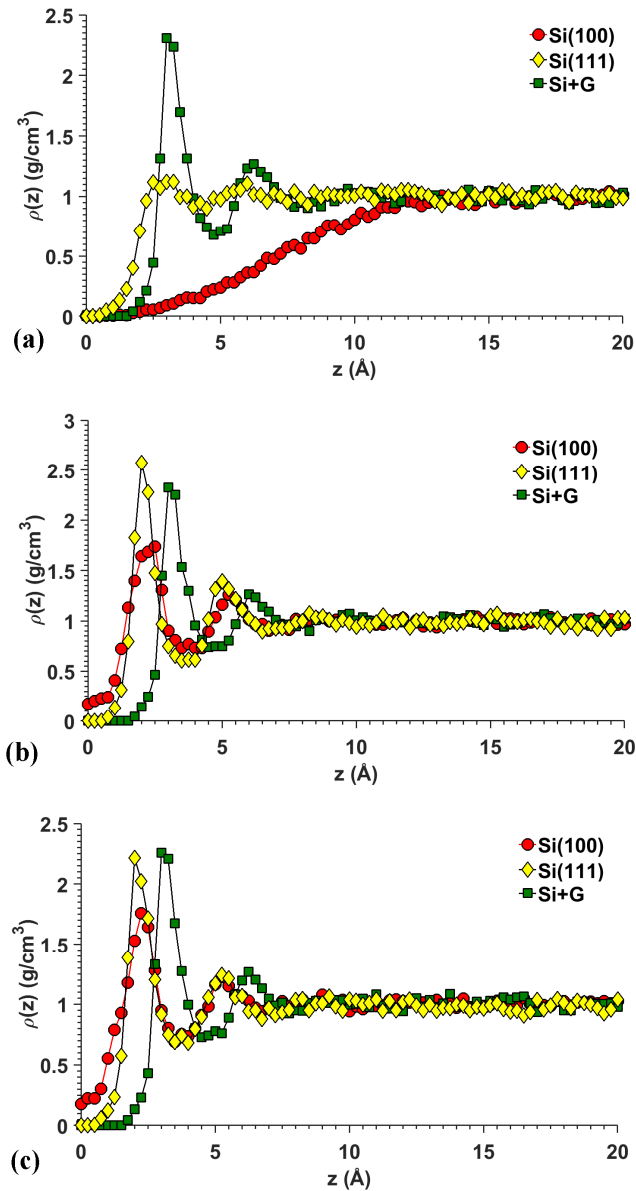 2.5
2
1.5
1
0.5
0
ρ(z) (g/cm³)
Si(100)
Si(111)
Si+G
0 5 10 15 20
z (Å)
(a)
3
2.5
2
1.5
1
0.5
0
ρ(z) (g/cm³)
Si(100)
Si(111)
Si+G
0 5 10 15 20
z (Å)
(b)
2.5
2
1.5
1
0.5
0
ρ(z) (g/cm³)
Si(100)
Si(111)
Si+G
0 5 10 15 20
z (Å)
(c)